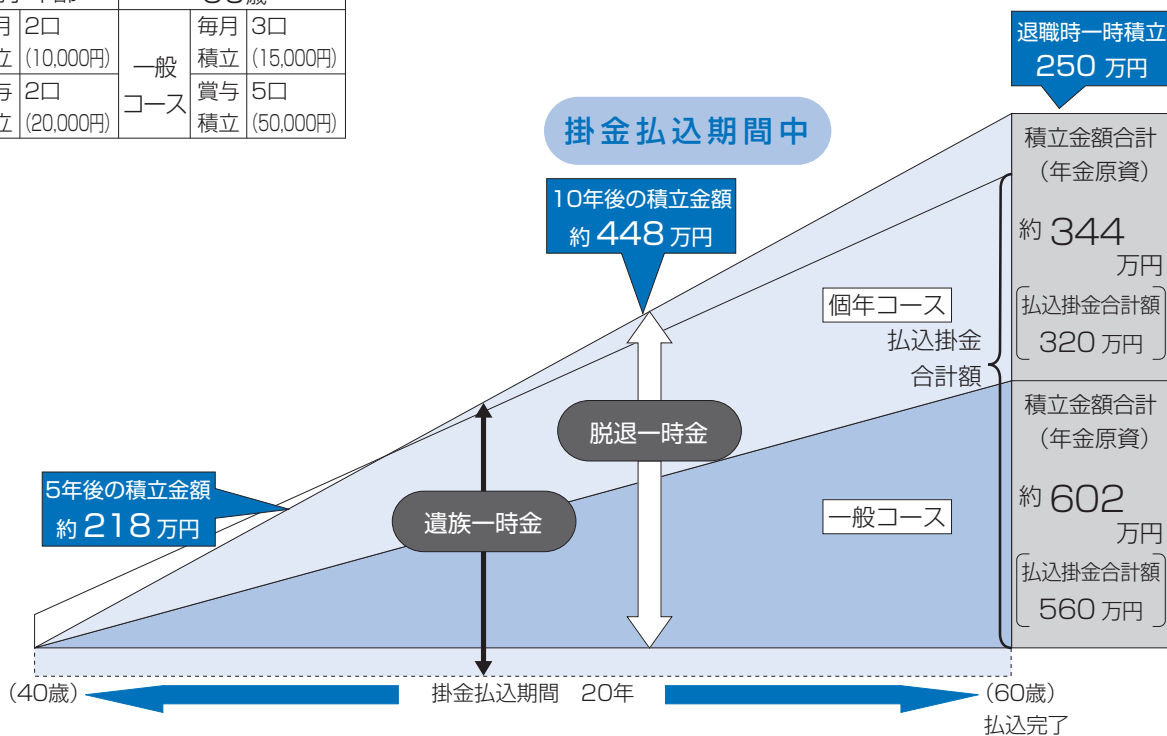 60歳
月 2口
立 (10,000円)
与 2口
立 (20,000円)
一般
コース
毎月 3口
積立 (15,000円)
賞与 5口
積立 (50,000円)
退職時一時積立
250 万円
掛金払込期間中
10年後の積立金額
約 448 万円
積立金額合計
（年金原資）
約 344
万円
払込掛金合計額
320 万円
個年コース
払込掛金
合計額
脱退一時金
積立金額合計
（年金原資）
約 602
万円
払込掛金合計額
560 万円
5年後の積立金額
約 218 万円
遺族一時金
一般コース
(40歳)
掛金払込期間　20年
(60歳)
払込完了